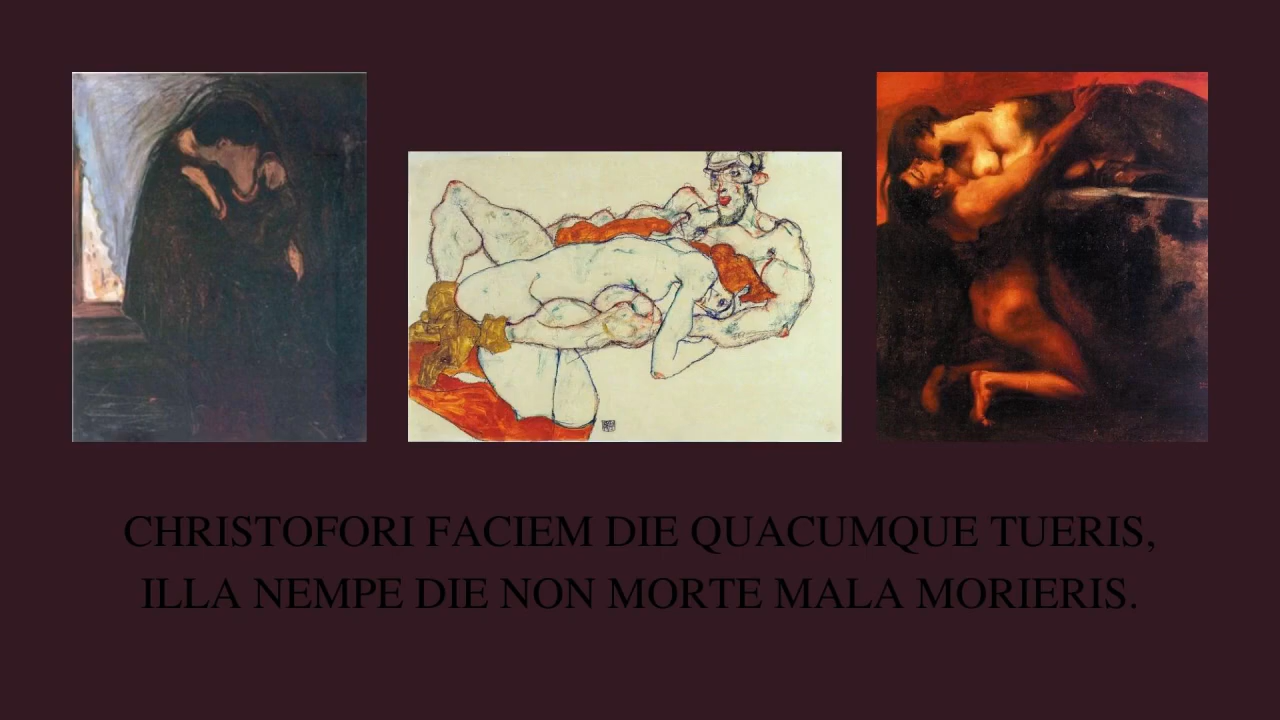 CHRISTOFORI FACIEM DIE QUACUMQUE TUERIS,
ILLA NEMPE DIE NON MORTE MALA MORIERIS.